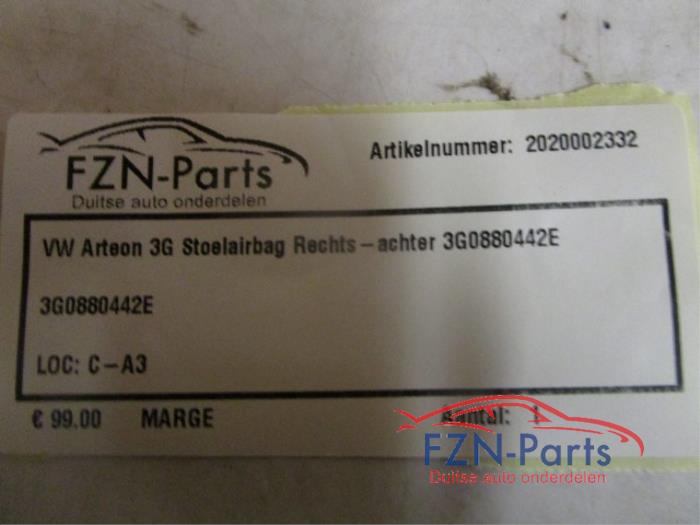 FZN-Parts
Duitse auto onderdelen
Artikelnummer: 2020002332
VW Arteon 3G Stoelairbag Rechts-achter 3G0880442E
3G0880442E
LOC: C-A3
€ 99.00 MARGE Aantal: 1
FZN-Parts
Duitse auto onderdelen